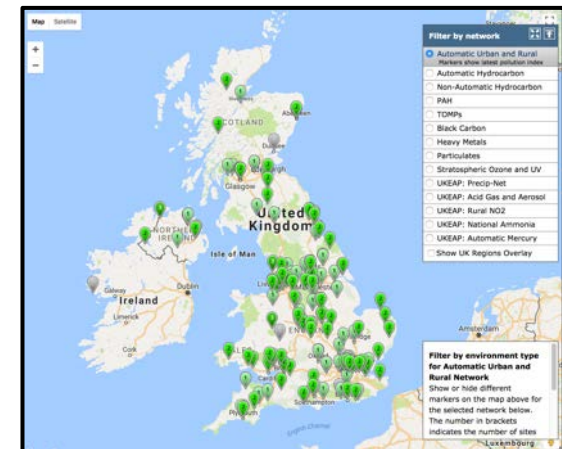 Map Satellite
+
−
Filter by network
Automatic Urban and Rural
Markers show latest pollution index
Automatic Hydrocarbon
Non-Automatic Hydrocarbon
PAH
TOMPs
Black Carbon
Heavy Metals
Particulates
Stratospheric Ozone and UV
UKEAP: Precip-Net
UKEAP: Acid Gas and Aerosol
UKEAP: Rural NO2
UKEAP: National Ammonia
UKEAP: Automatic Mercury
Show UK Regions Overlay
SCOTLAND
Glasgow
United
Kingdom
Isle of Man
Dublin
Galway
Ireland
Limerick
Cork
Amsterdam
Southampton
Plymouth
English Channel
Luxembourg
Filter by environment type
for Automatic Urban and
Rural Network
Show or hide different
markers on the map above for
the selected network below.
The number in brackets
indicates the number of sites